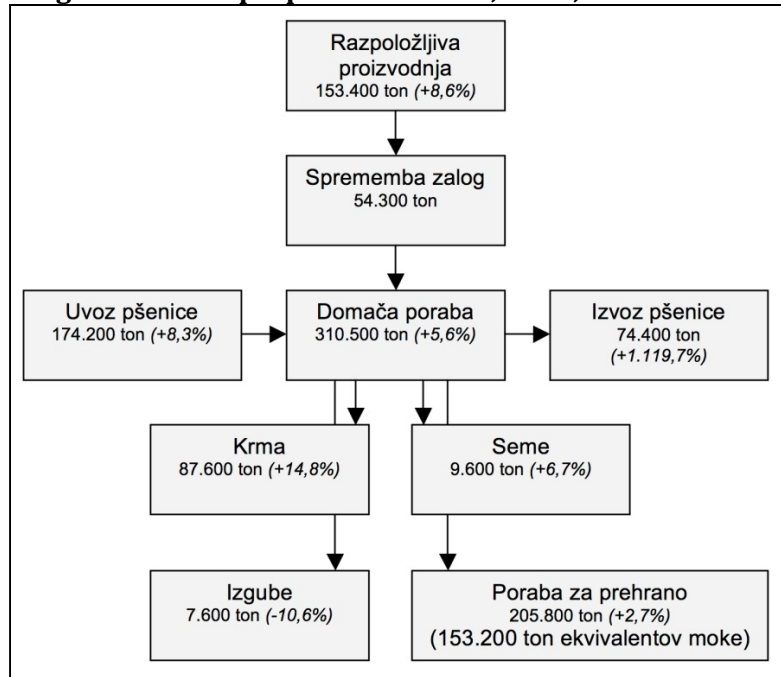 Razpoložljiva
proizvodnja
153.400 ton (+8,6%)
Sprememba zalog
54.300 ton
Uvoz pšenice
174.200 ton (+8,3%)
Domača poraba
310.500 ton (+5,6%)
Izvoz pšenice
74.400 ton
(+1.119,7%)
Krma
87.600 ton (+14,8%)
Seme
9.600 ton (+6,7%)
Izgube
7.600 ton (-10,6%)
Poraba za prehrano
205.800 ton (+2,7%)
(153.200 ton ekvivalentov moke)